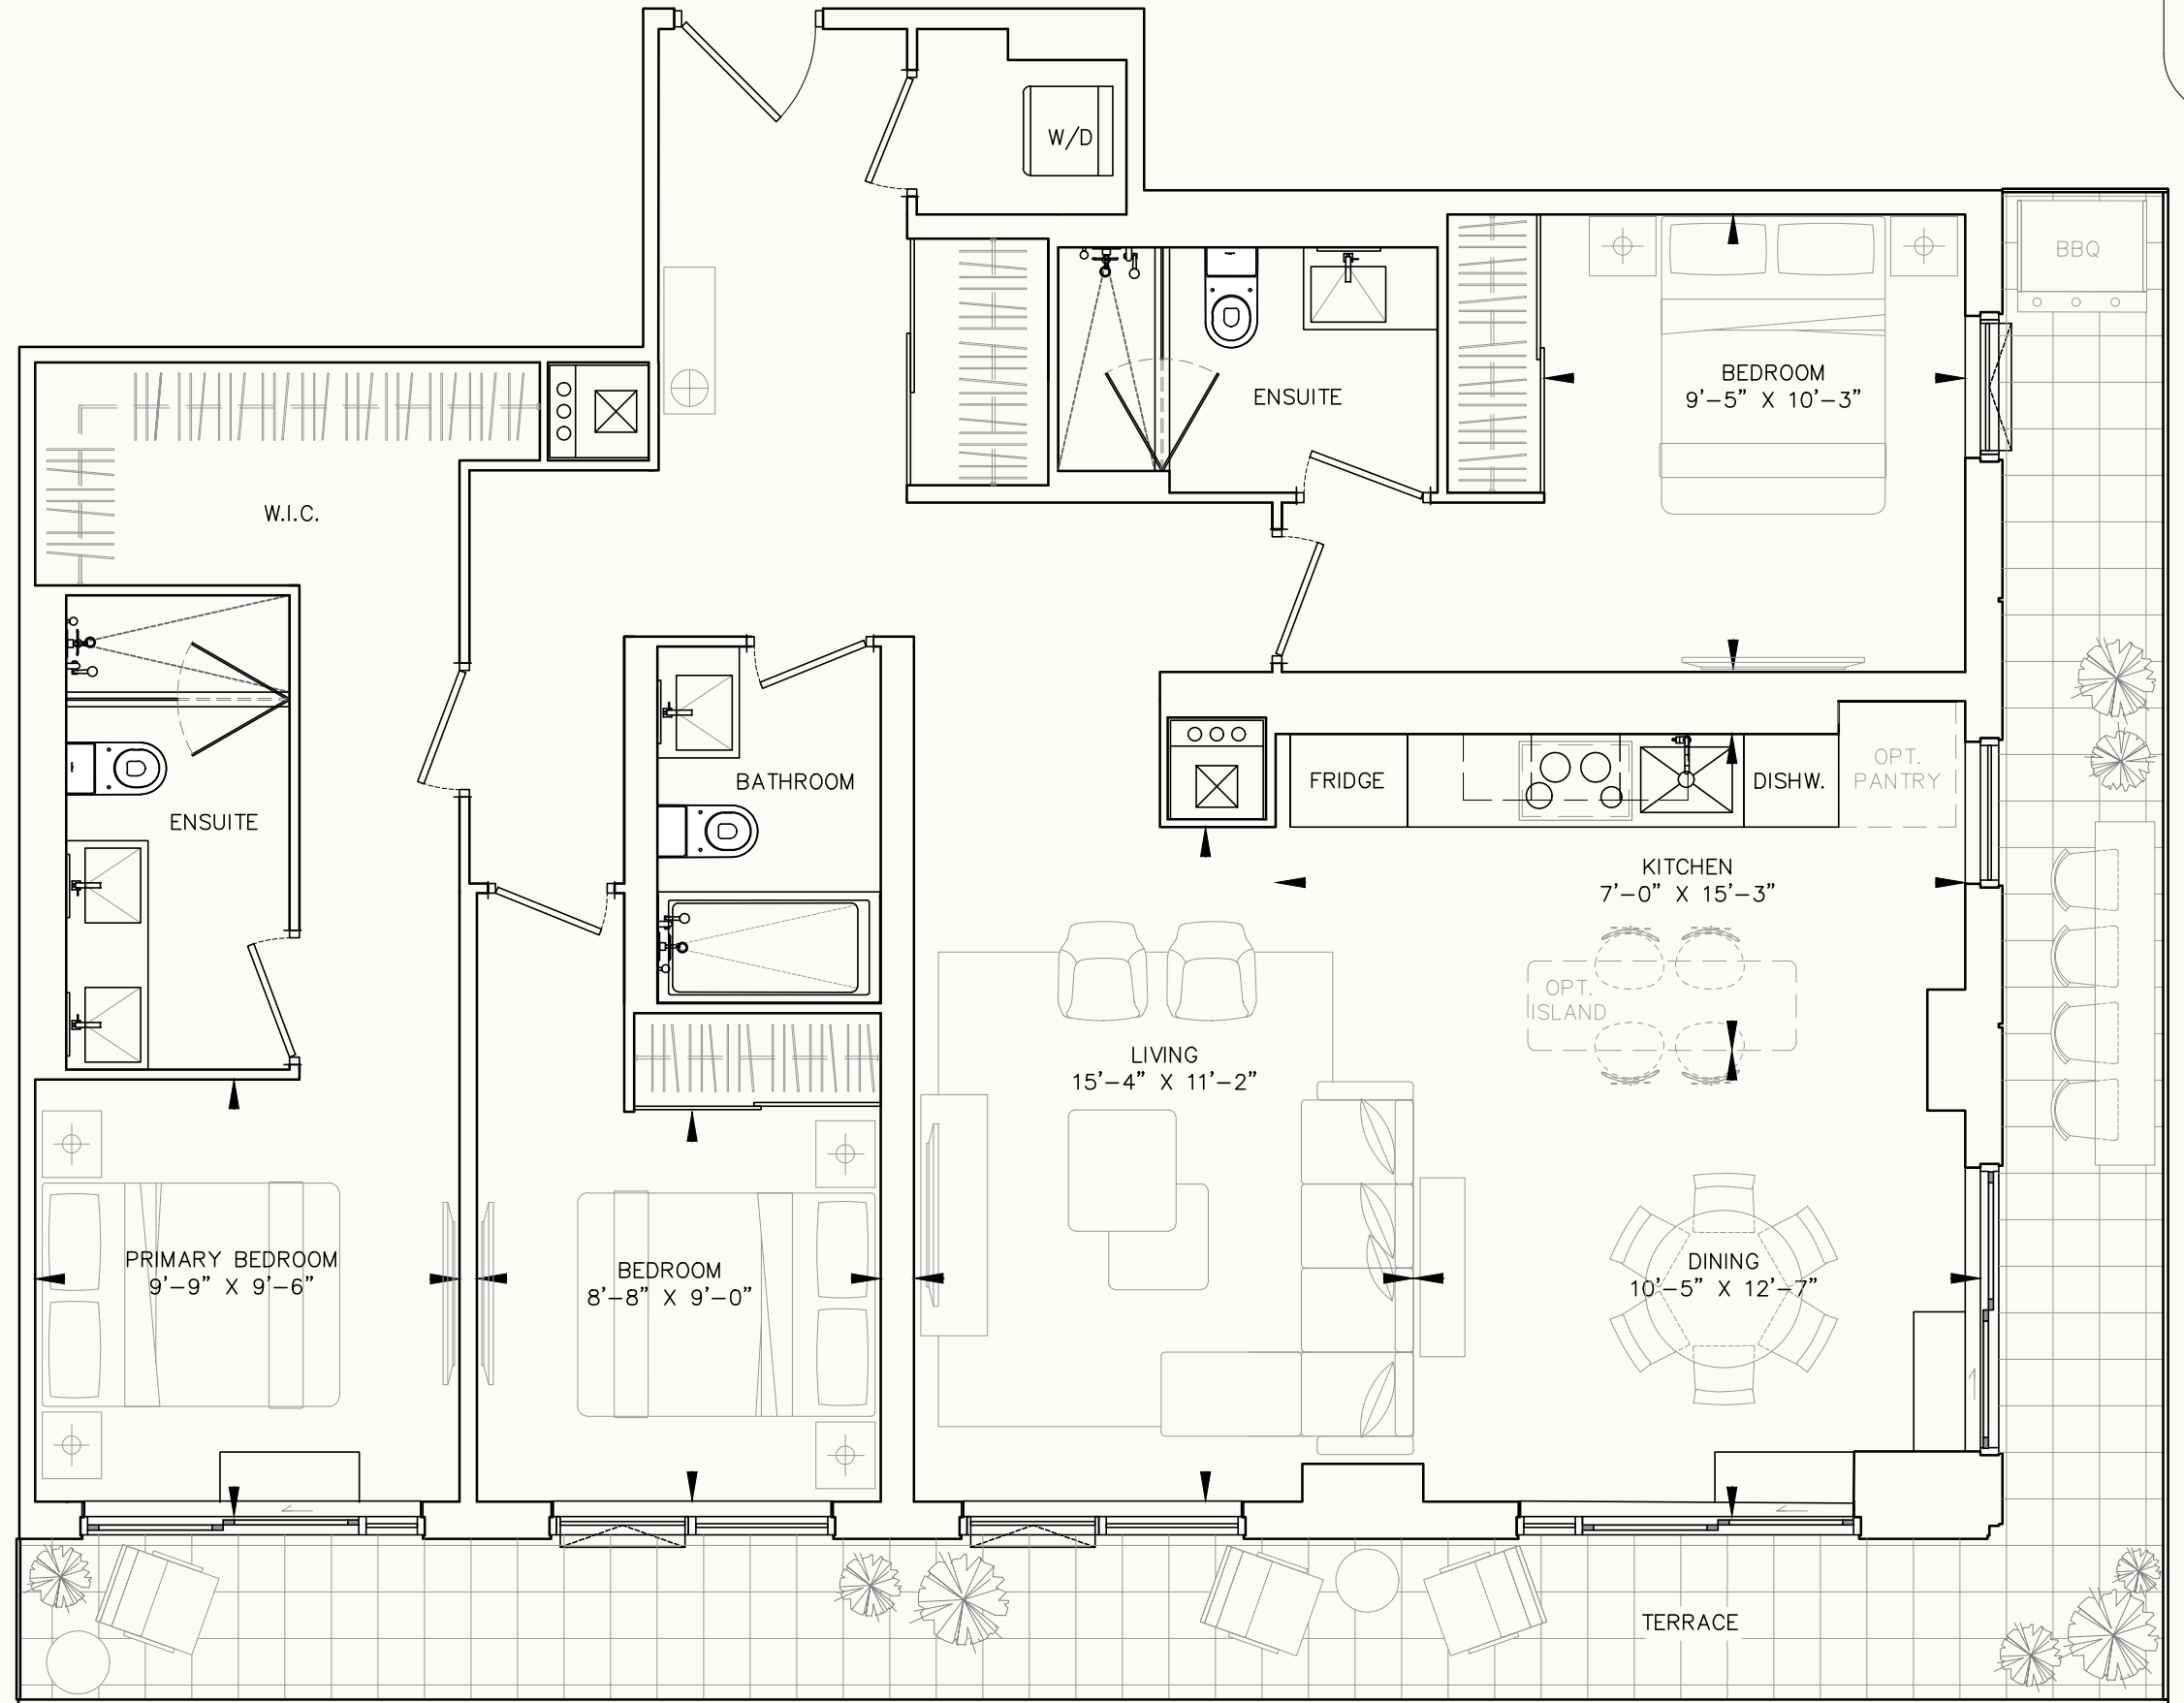 W/D
BBQ
BEDROOM
9'-5" X 10'-3"
ENSUITE
W.I.C.
FRIDGE
DISHW.
OPT.
PANTRY
BATHROOM
ENSUITE
KITCHEN
7'-0" X 15'-3"
OPT.
ISLAND
LIVING
15'-4" X 11'-2"
PRIMARY BEDROOM
9'-9" X 9'-6"
BEDROOM
8'-8" X 9'-0"
DINING
10'-5" X 12'-7"
TERRACE